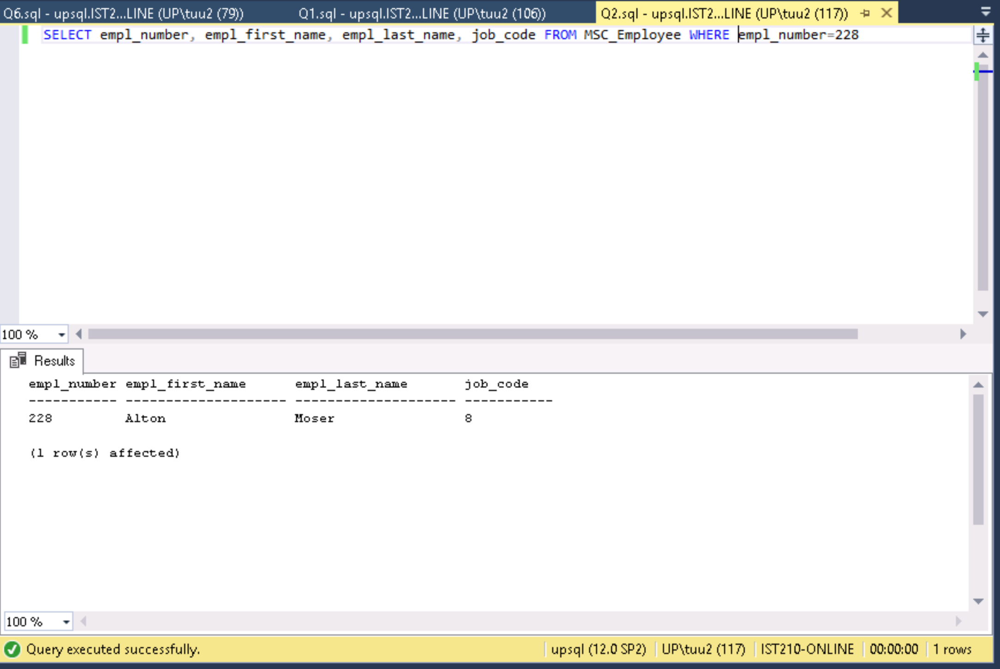 Q6.sql - upsql.IST2...LINE (UP\tuu2 (79)) Q1.sql - upsql.IST2...LINE (UP\tuu2 (106)) Q2.sql - upsql.IST2...LINE (UP\tuu2 (117))
SELECT empl_number, empl_first_name, empl_last_name, job_code FROM MSC_Employee WHERE empl_number=228
100 %
Results
empl_number empl_first_name empl_last_name job_code
----------- -------------------- -------------------- -----------
228 Alton Moser 8
(1 row(s) affected)
100 %
Query executed successfully. upsql (12.0 SP2) UP\tuu2 (117) IST210-ONLINE 00:00:00 1 rows